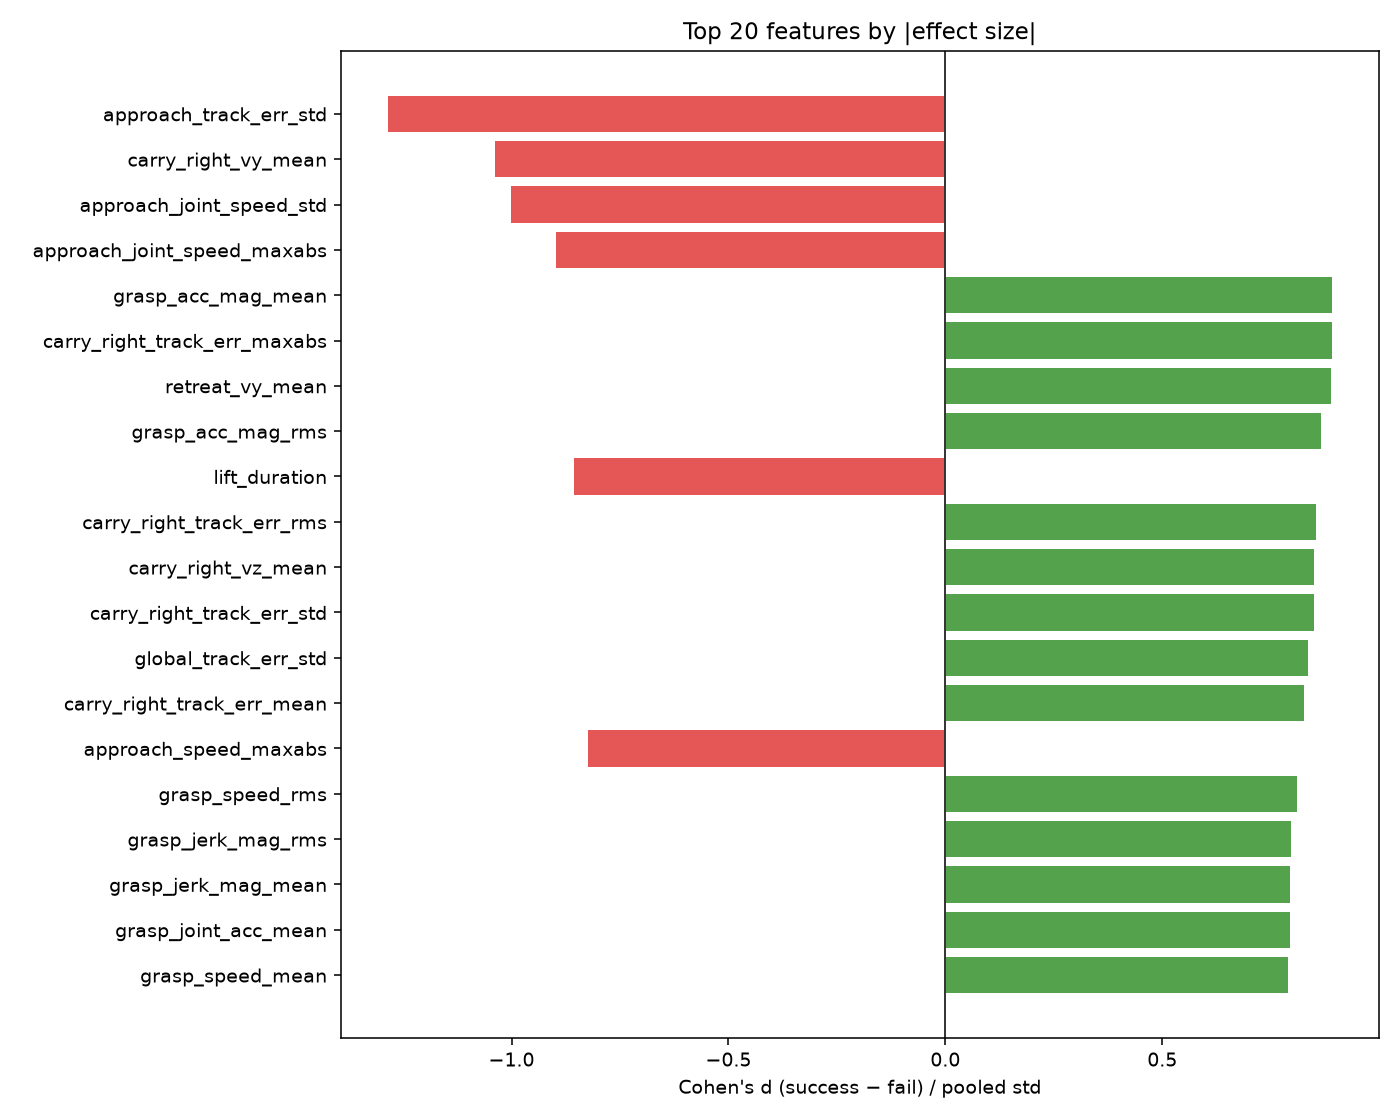 Top 20 features by |effect size|
approach_track_err_std
carry_right_vy_mean
approach_joint_speed_std
approach_joint_speed_maxabs
grasp_acc_mag_mean
carry_right_track_err_maxabs
retreat_vy_mean
grasp_acc_mag_rms
lift_duration
carry_right_track_err_rms
carry_right_vz_mean
carry_right_track_err_std
global_track_err_std
carry_right_track_err_mean
approach_speed_maxabs
grasp_speed_rms
grasp_jerk_mag_rms
grasp_jerk_mag_mean
grasp_joint_acc_mean
grasp_speed_mean
−1.0 −0.5 0.0 0.5
Cohen's d (success − fail) / pooled std